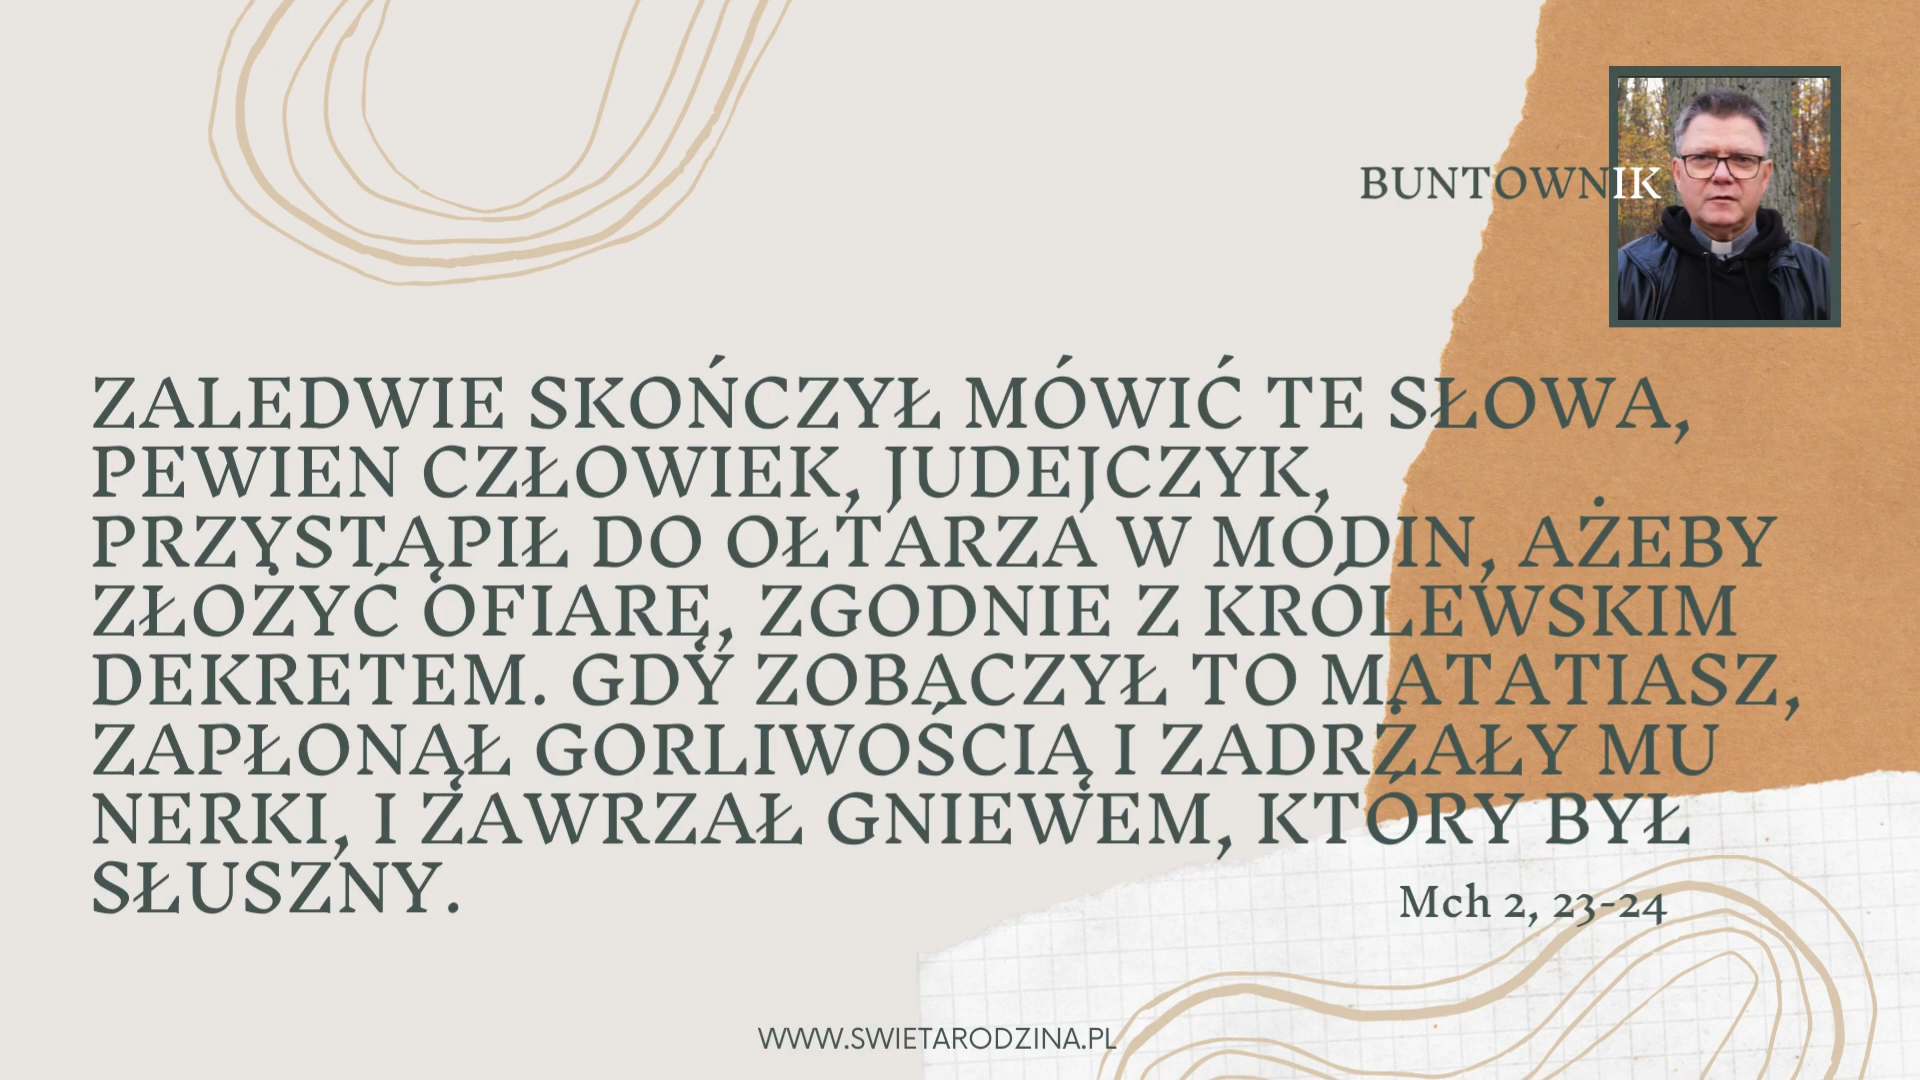 BUNTOWNIK
ZALEDWIE SKOŃCZYŁ MÓWIĆ TE SŁOWA,
PEWIEN CZŁOWIEK, JUDEJCZYK,
PRZYSTĄPIŁ DO OŁTARZA W MÓDIN, AŻEBY
ZŁOŻYĆ OFIARĘ, ZGODNIE Z KRÓLEWSKIM
DEKRETEM. GDY ZOBACZYŁ TO MATATIASZ,
ZAPŁONĄŁ GORLIWOŚCIĄ I ZADRŻAŁY MU
NERKI, I ZAWRZAŁ GNIEWEM, KTÓRY BYŁ
SŁUSZNY.
Mch 2, 23-24
WWW.SWIETARODZINA.PL